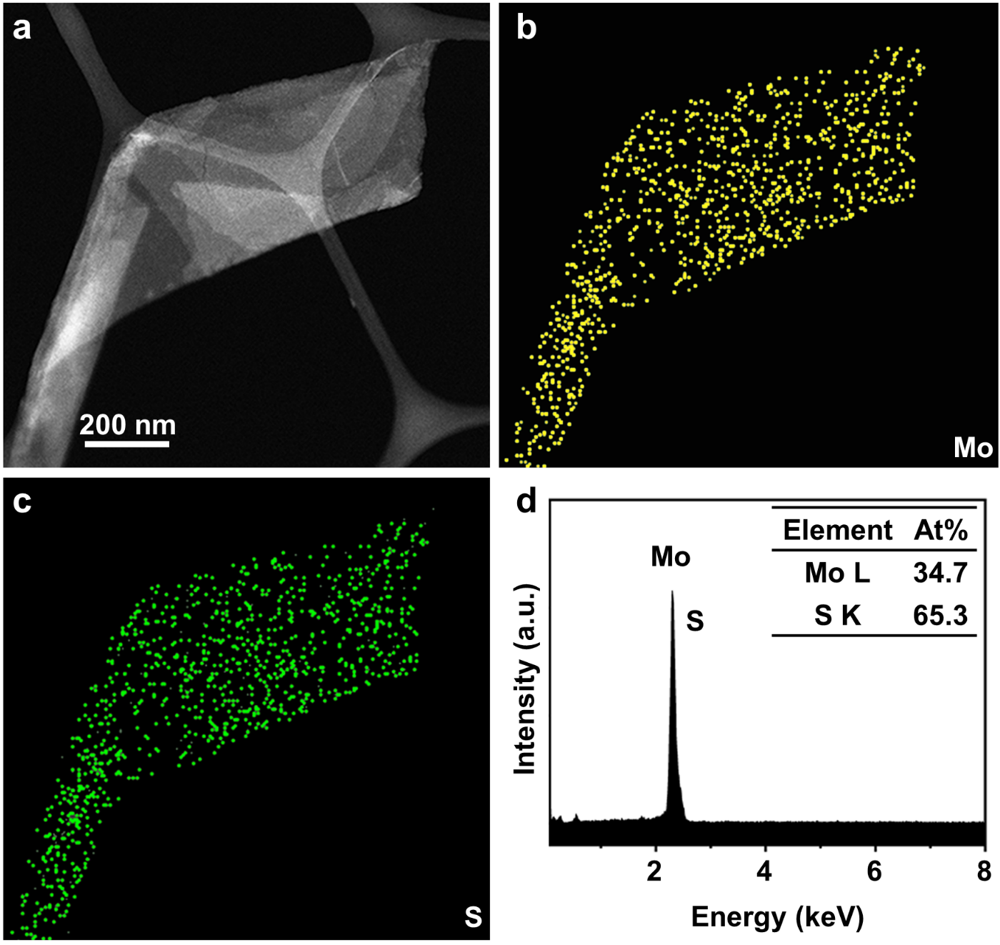 a
200 nm
b
Mo
c
S
d
Element At%
Mo L 34.7
S K 65.3
Mo
S
Intensity (a.u.)
2 4 6 8
Energy (keV)